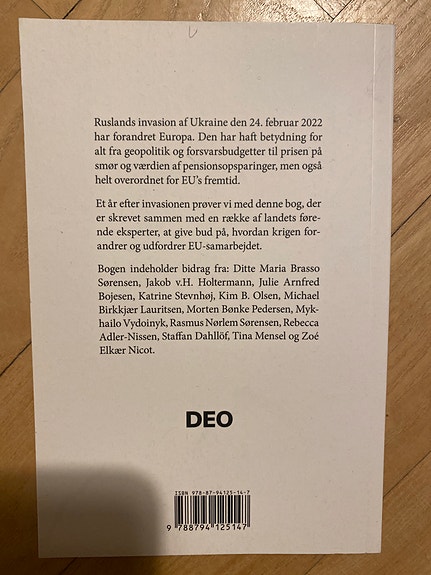 Ruslands invasion af Ukraine den 24. februar 2022
har forandret Europa. Den har haft betydning for
alt fra geopolitik og forsvarsbudgetter til prisen på
smør og værdien af pensionsopsparinger, men også
helt overordnet for EU's fremtid.
Et år efter invasionen prøver vi med denne bog, der
er skrevet sammen med en række af landets føre-
nde eksperter, at give bud på, hvordan krigen for-
andrer og udfordrer EU-samarbejdet.
Bogen indeholder bidrag fra: Ditte Maria Brasso
Sørensen, Jakob v.H. Holtermann, Julie Arnfred
Bojesen, Katrine Stevnhøj, Kim B. Olsen, Michael
Birkkjær Lauritsen, Morten Bønke Pedersen, Myk-
hailo Vydoinyk, Rasmus Nørlem Sørensen, Rebecca
Adler-Nissen, Staffan Dahllöf, Tina Mensel og Zoé
Elkær Nicot.
DEO
ISBN 978-87-94125-14-7
9 788794 125147